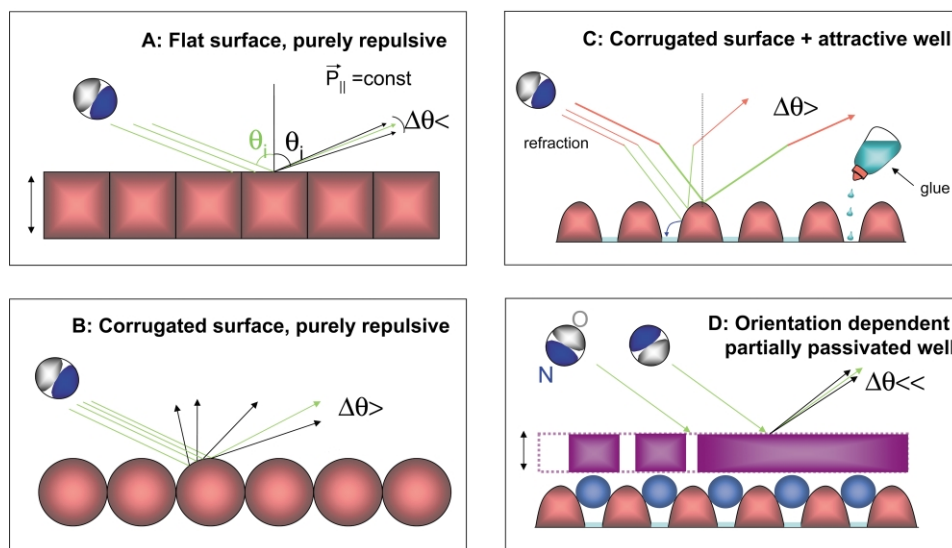 A: Flat surface, purely repulsive
P|| =const
θi θi
Δθ<
C: Corrugated surface + attractive well
Δθ>
refraction
glue
B: Corrugated surface, purely repulsive
Δθ>
D: Orientation dependent
partially passivated well
O
N
Δθ<<